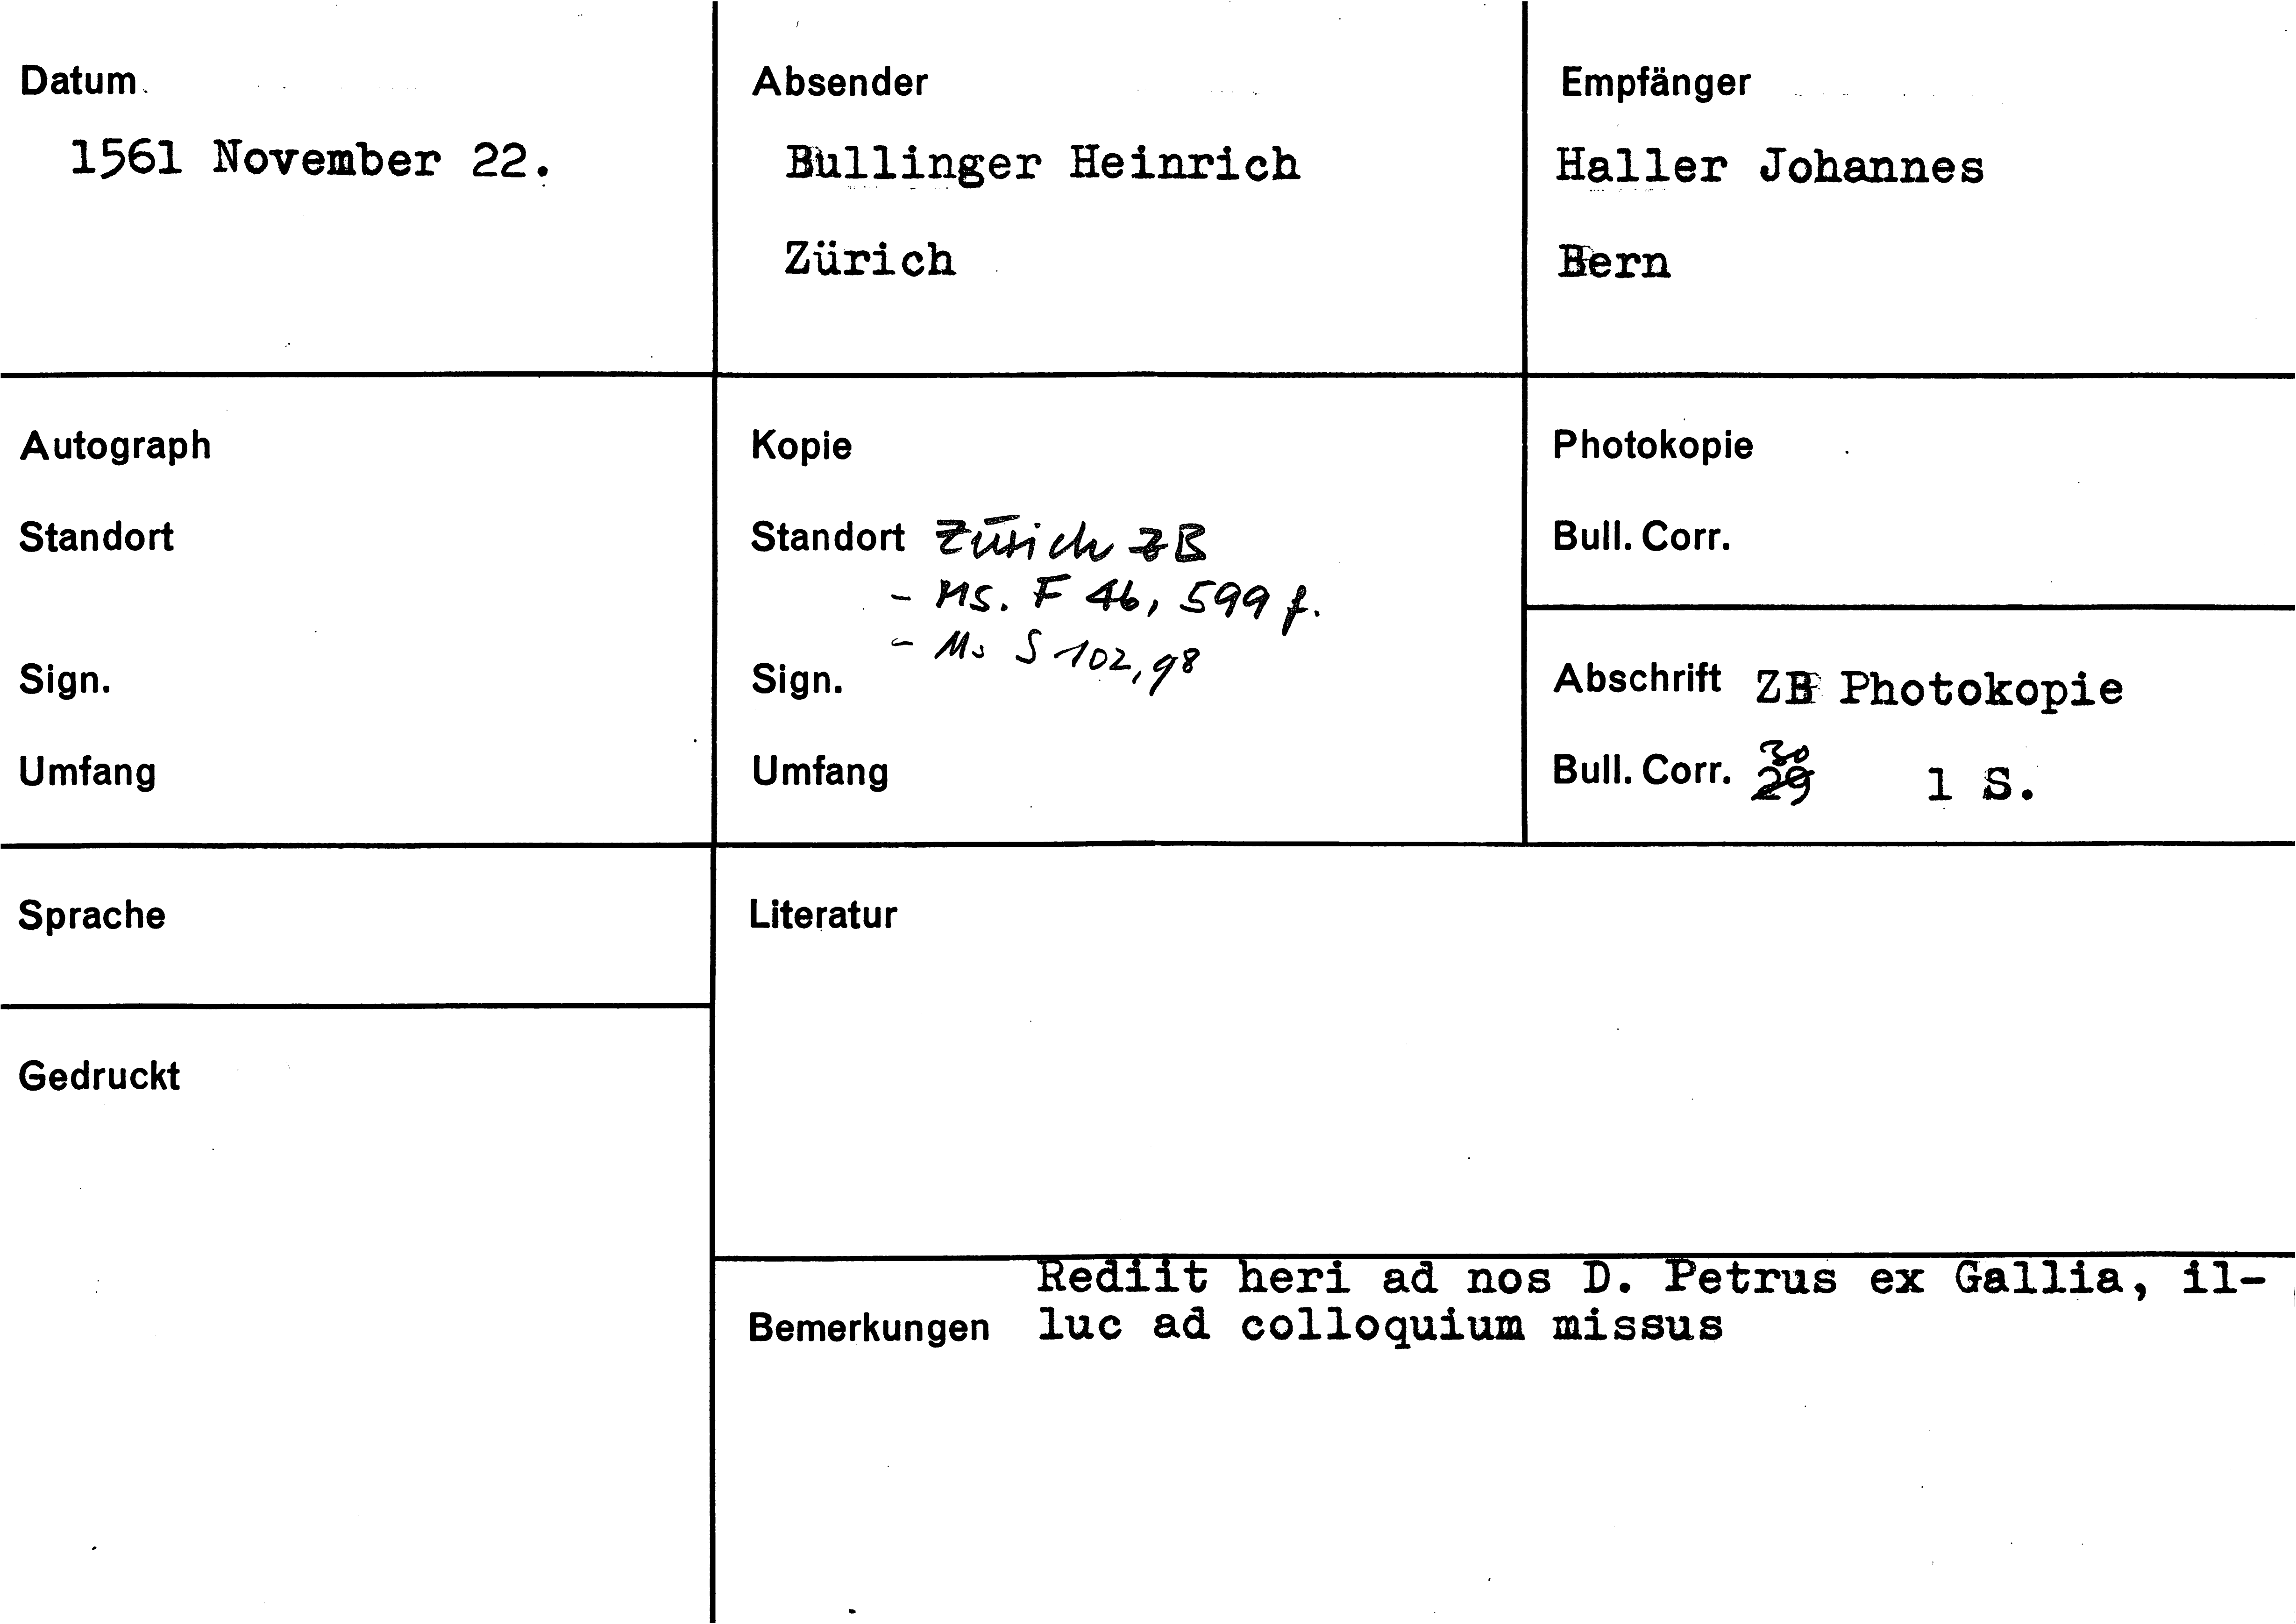 Datum
1561 November 22.
Absender
Bullinger Heinrich
Zürich
Empfänger
Haller Johannes
Bern
Autograph
Standort
Sign.
Umfang
Kopie
Standort Zürich ZB
- Ms. F 46, 599 f.
- Ms S 102, 98
Sign.
Umfang
Photokopie
Bull. Corr.
Abschrift ZB Photokopie
30
Bull. Corr. 29 1 S.
Sprache
Gedruckt
Literatur
Rediit heri ad nos D. Petrus ex Gallia, il-
Bemerkungen luc ad colloquium missus